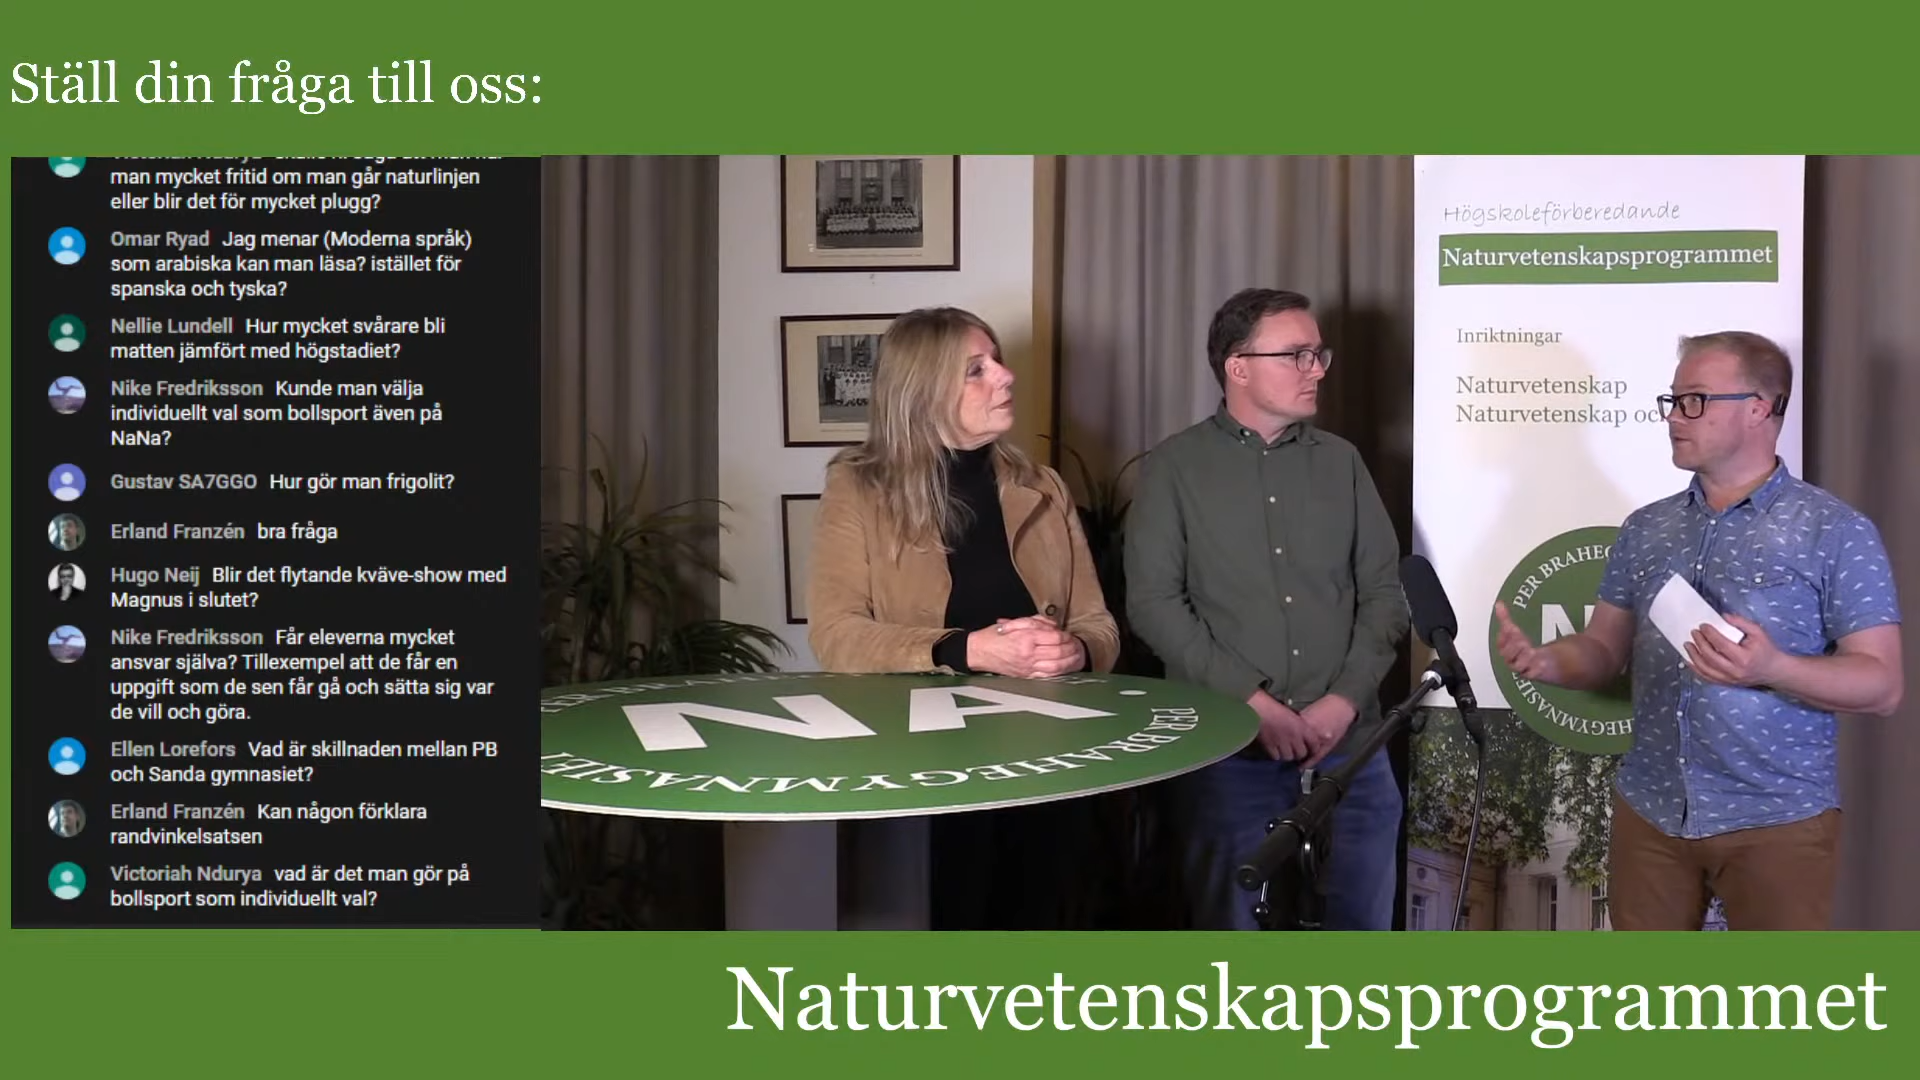 Ställ din fråga till oss:
man mycket fritid om man går naturlinjen
eller blir det för mycket plugg?
Omar Ryad Jag menar (Moderna språk)
som arabiska kan man läsa? istället för
spanska och tyska?
Nellie Lundell Hur mycket svårare bli
matten jämfört med högstadiet?
Nike Fredriksson Kunde man välja
individuellt val som bollsport även på
NaNa?
Gustav SA7GGO Hur gör man frigolit?
Erland Franzén bra fråga
Hugo Neij Blir det flytande kväve-show med
Magnus i slutet?
Nike Fredriksson Får eleverna mycket
ansvar själva? Tillexempel att de får en
uppgift som de sen får gå och sätta sig var
de vill och göra.
Ellen Lorefors Vad är skillnaden mellan PB
och Sanda gymnasiet?
Erland Franzén Kan någon förklara
randvinkelsatsen
Victoriah Ndurya vad är det man gör på
bollsport som individuellt val?
Högskoleförberedande
Naturvetenskapsprogrammet
Inriktningar
Naturvetenskap
Naturvetenskap oc
PER BRAHEG
N
HEGYMNASIE
NA
PER BRAHEGYMNASIET
Naturvetenskapsprogrammet